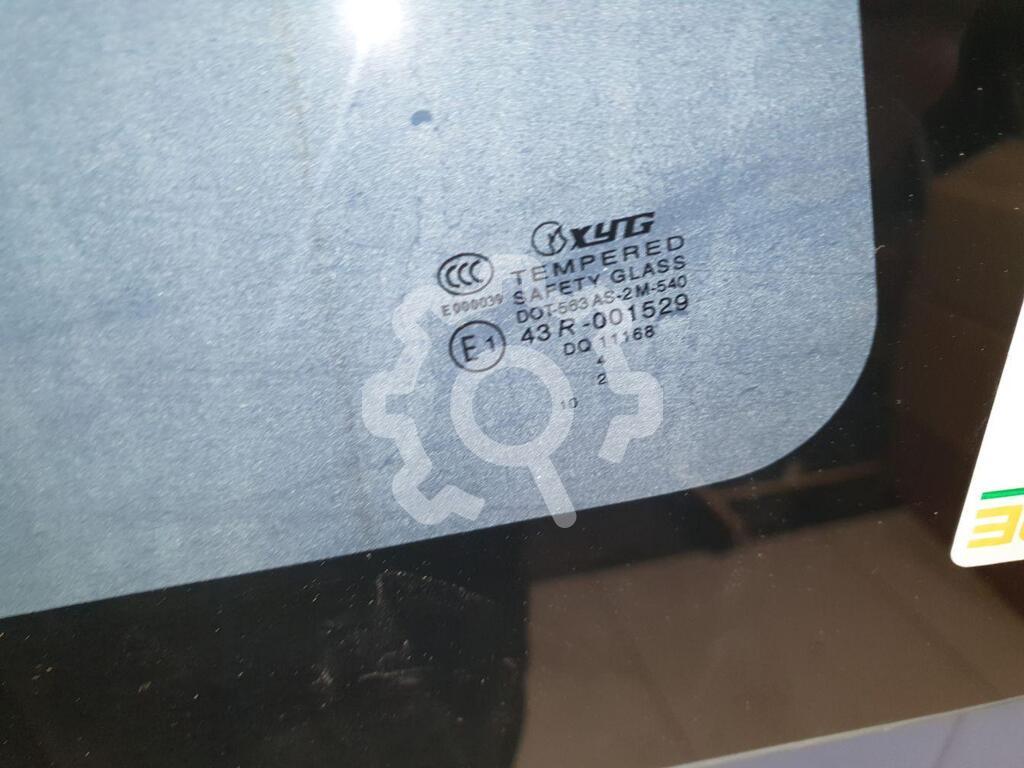 XYG
CCC
TEMPERED
SAFETY GLASS
E000039
DOT-563 AS-2 M-540
E1
43 R-001529
DQ 11168
4
2
10